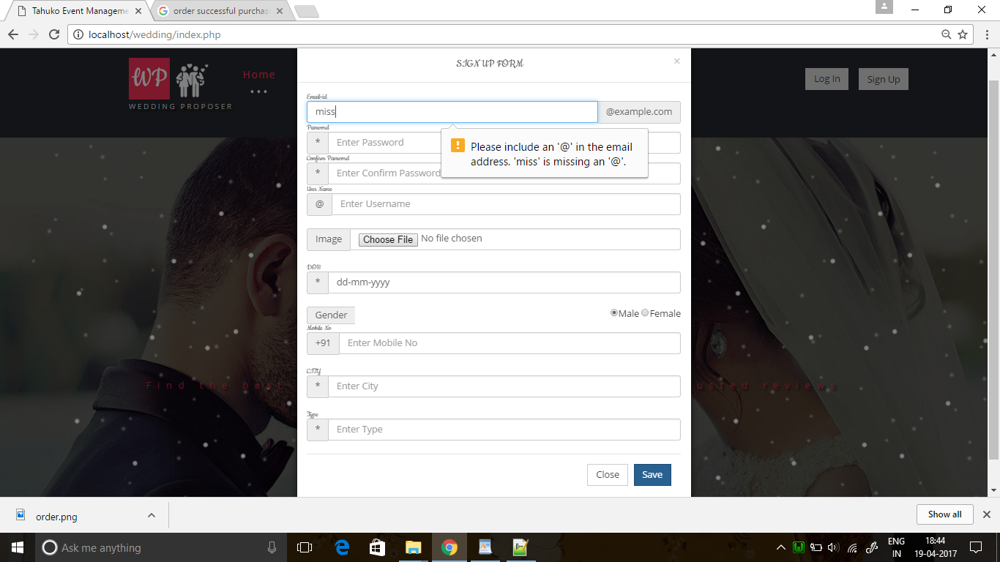 Tahuko Event Manageme
order successful purchas
localhost/wedding/index.php
WP
WEDDING PROPOSER
Home
Log In
Sign Up
SIGN UP FORM
×
Email-id
miss
@example.com
Please include an '@' in the email
address. 'miss' is missing an '@'.
Password
* Enter Password
Confirm Password
* Enter Confirm Password
User Name
@ Enter Username
Image Choose File No file chosen
DOB
* dd-mm-yyyy
Gender
Male Female
Mobile No
+91 Enter Mobile No
CITY
* Enter City
Find the best
usted reviews
Type
* Enter Type
Close Save
order.png
Show all
Ask me anything
ENG
IN
18:44
19-04-2017